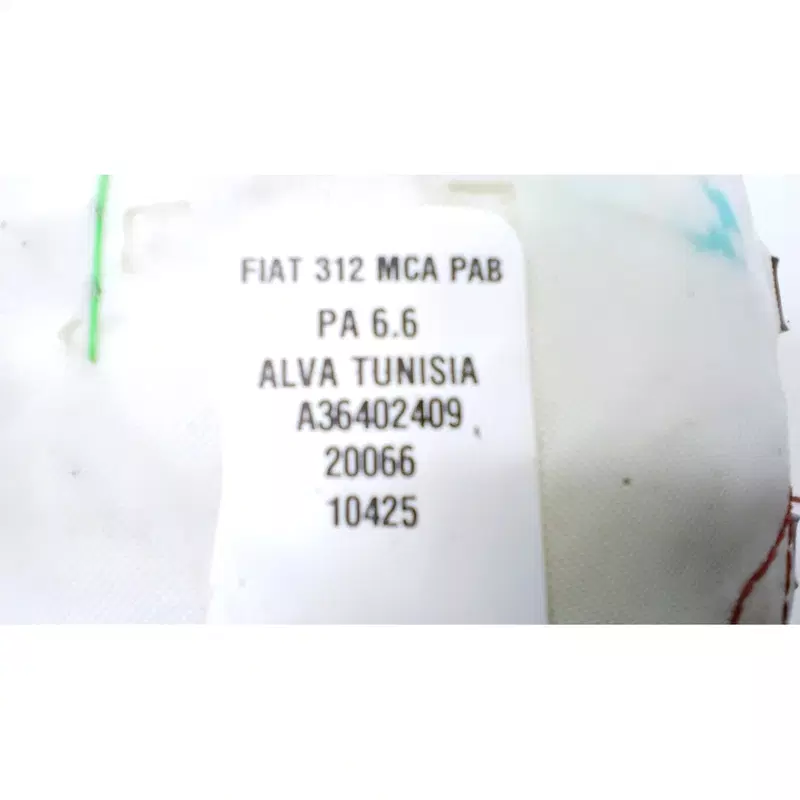 FIAT 312 MCA PAB
PA 6.6
ALVA TUNISIA
A36402409
20066
10425